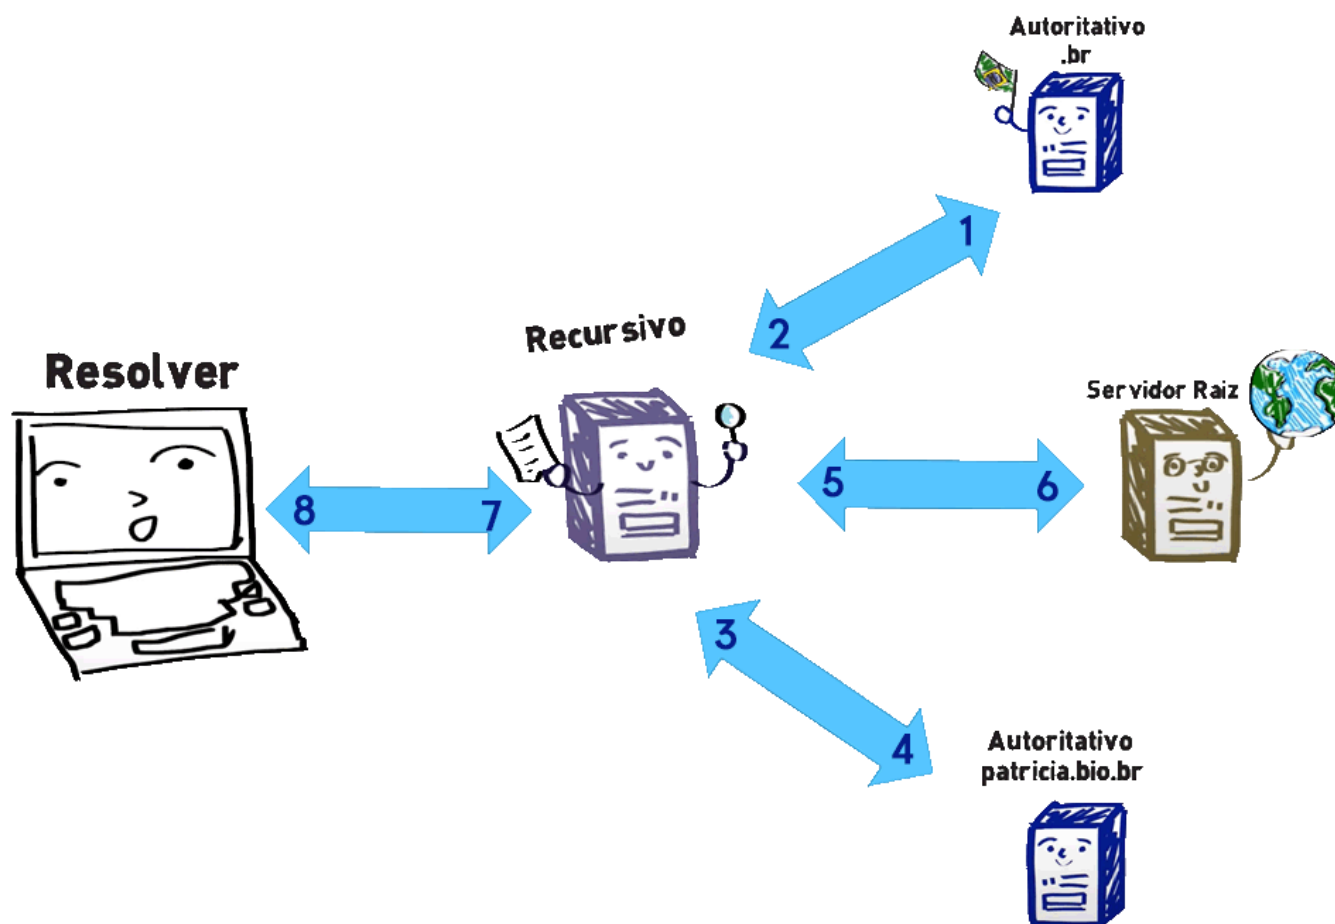 Autoritativo
.br
1
2
Recursivo
Resolver
Servidor Raiz
8
7
5
6
3
4
Autoritativo
patricia.bio.br